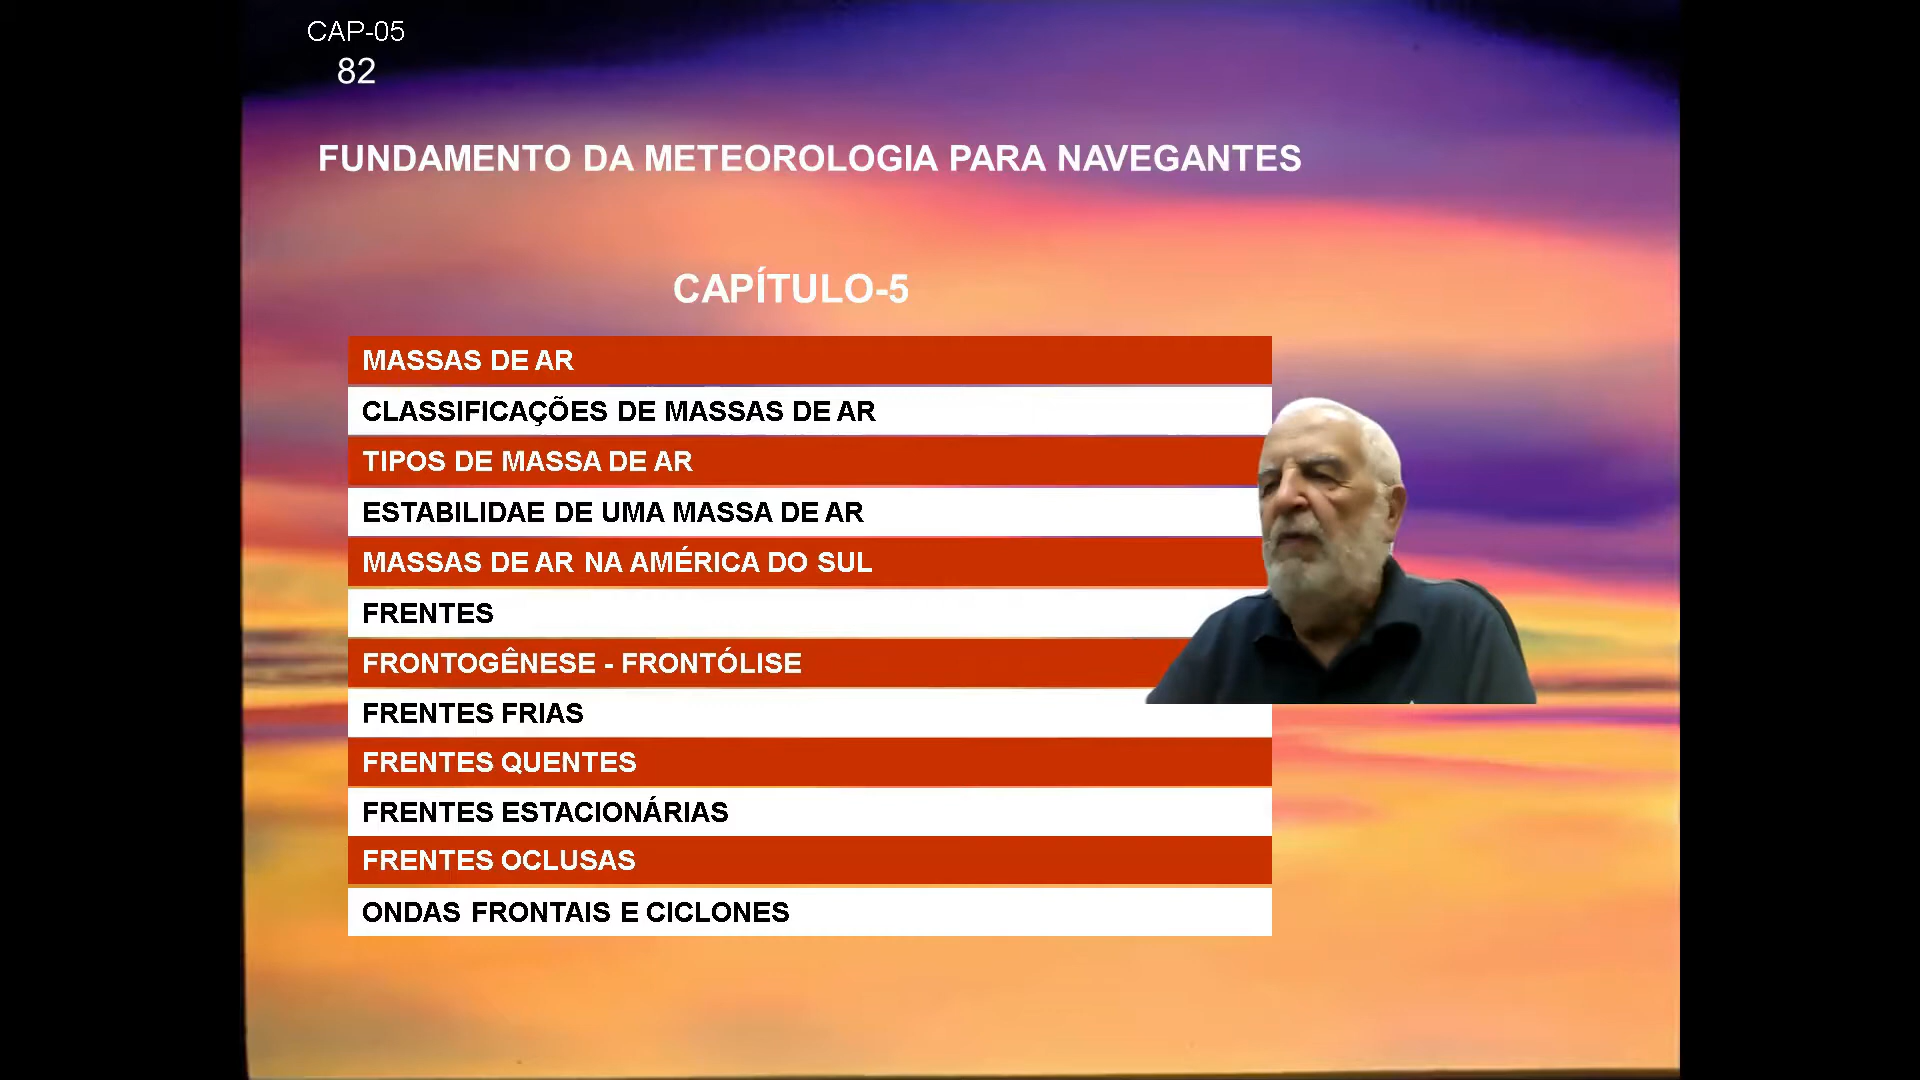 CAP-05
82
FUNDAMENTO DA METEOROLOGIA PARA NAVEGANTES
CAPÍTULO-5
MASSAS DE AR
CLASSIFICAÇÕES DE MASSAS DE AR
TIPOS DE MASSA DE AR
ESTABILIDAE DE UMA MASSA DE AR
MASSAS DE AR NA AMÉRICA DO SUL
FRENTES
FRONTOGÊNESE - FRONTÓLISE
FRENTES FRIAS
FRENTES QUENTES
FRENTES ESTACIONÁRIAS
FRENTES OCLUSAS
ONDAS FRONTAIS E CICLONES